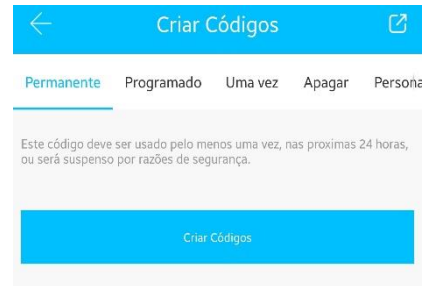 Criar Códigos
Permanente Programado Uma vez Apagar Persona
Este código deve ser usado pelo menos uma vez, nas proximas 24 horas,
ou será suspenso por razões de segurança.
Criar Códigos